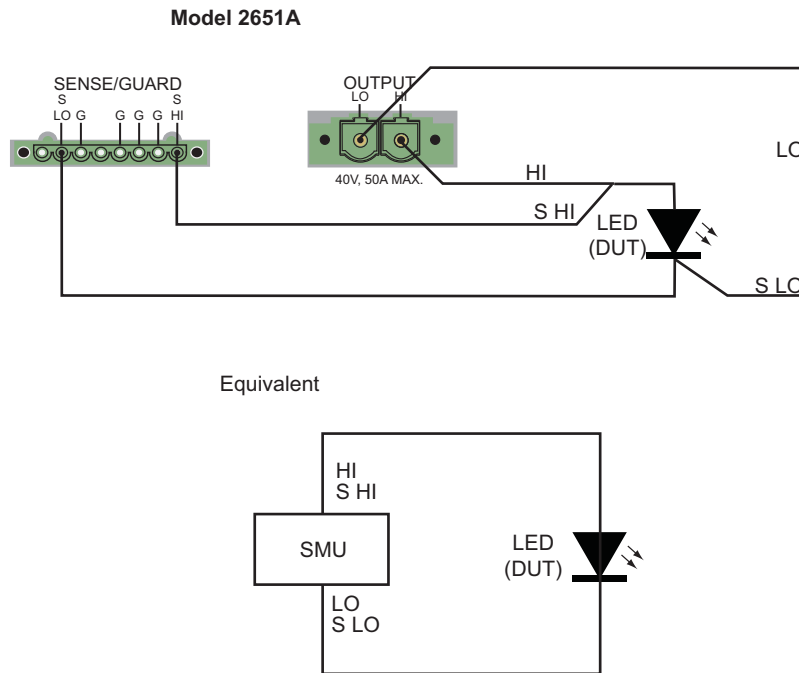 Model 2651A
SENSE/GUARD
S S
LO G G G G HI
OUTPUT
LO HI
40V, 50A MAX.
HI
LO
S HI
LED
(DUT)
S LO
Equivalent
HI
S HI
SMU
LED
(DUT)
LO
S LO